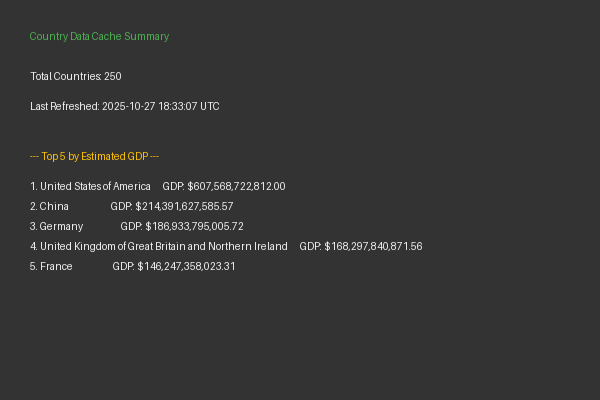 Country Data Cache Summary
Total Countries: 250
Last Refreshed: 2025-10-27 18:33:07 UTC
--- Top 5 by Estimated GDP ---
1. United States of America GDP: $607,568,722,812.00
2. China GDP: $214,391,627,585.57
3. Germany GDP: $186,933,795,005.72
4. United Kingdom of Great Britain and Northern Ireland GDP: $168,297,840,871.56
5. France GDP: $146,247,358,023.31